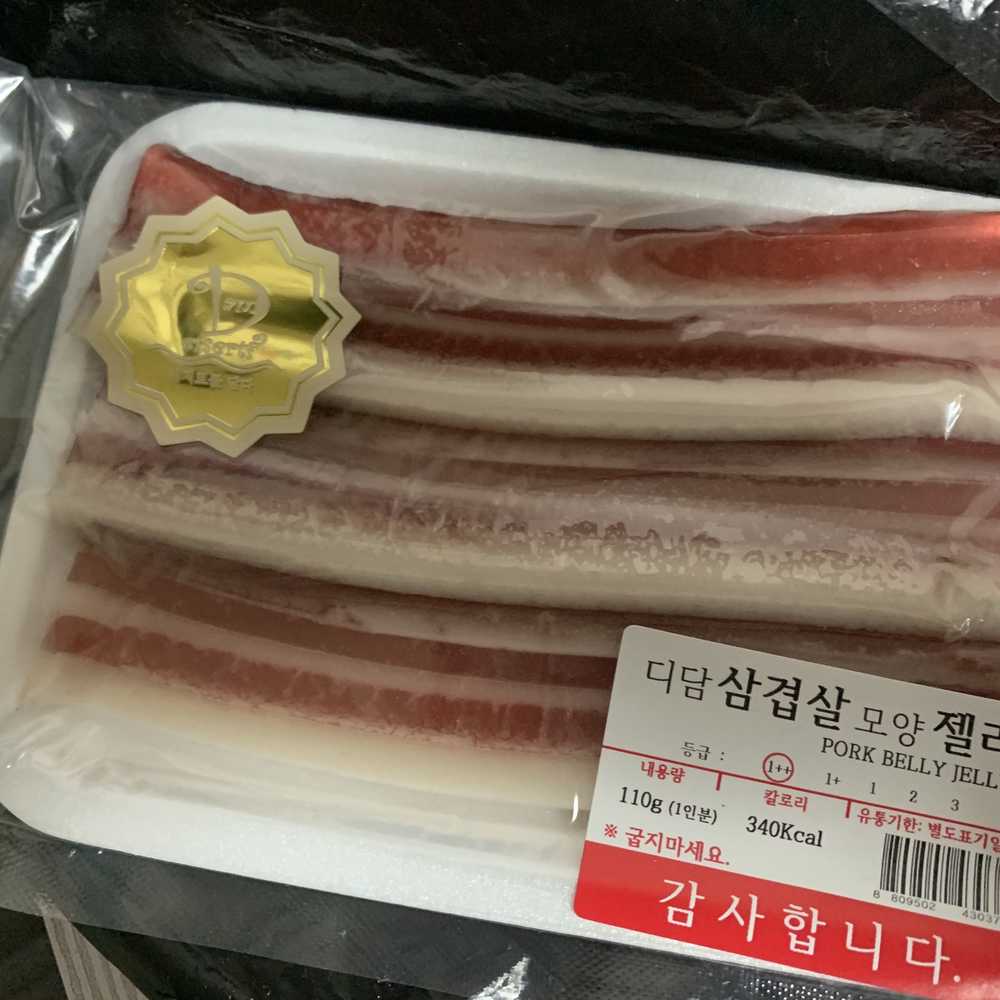 디담 삼겹살 모양 젤리
PORK BELLY JELL
등급 : 1++ 1+ 1 2 3
내용량 칼로리 유통기한: 별도표기일
110g (1인분) 340Kcal
※ 굽지마세요.
8 809502 43037
감사합니다.